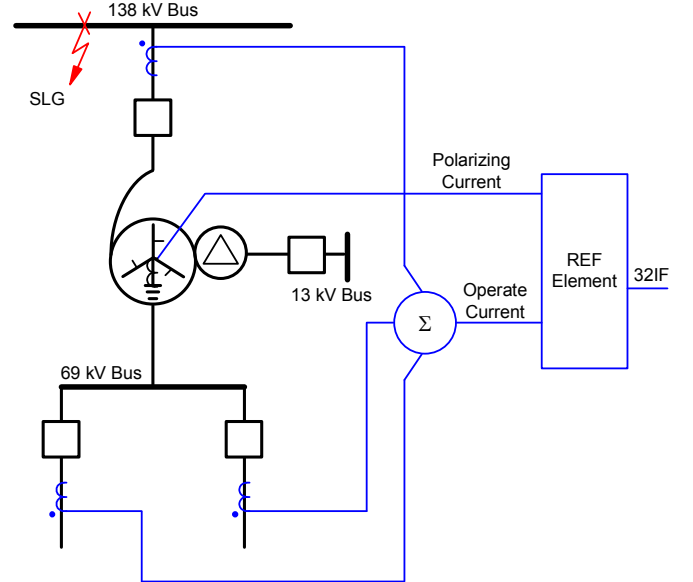 138 kV Bus
SLG
Polarizing
Current
REF
Element
32IF
13 kV Bus
Operate
Current
Σ
69 kV Bus